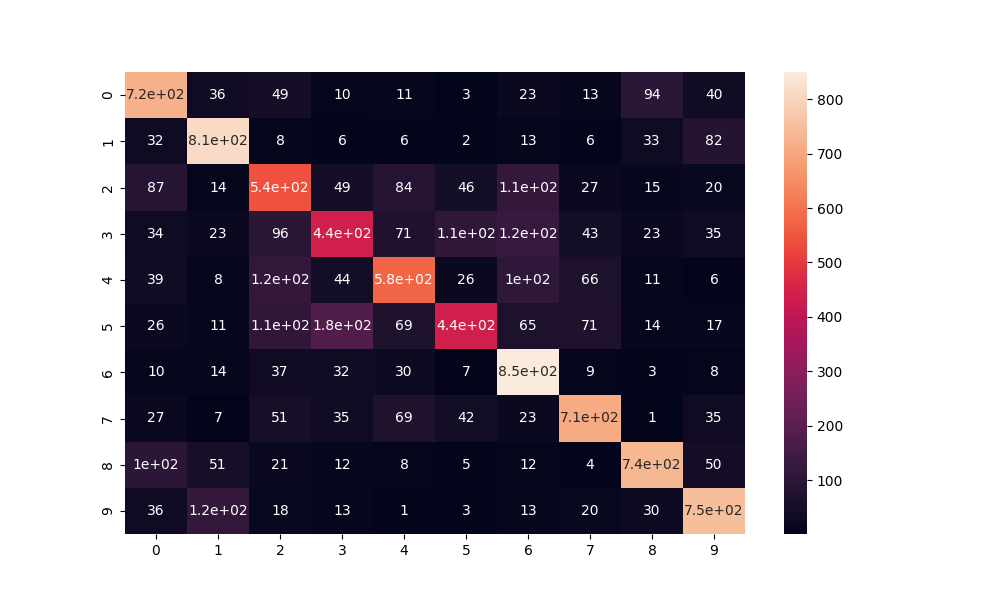 0 7.2e+02 36 49 10 11 3 23 13 94 40
1 32 8.1e+02 8 6 6 2 13 6 33 82
2 87 14 5.4e+02 49 84 46 1.1e+02 27 15 20
3 34 23 96 4.4e+02 71 1.1e+02 1.2e+02 43 23 35
4 39 8 1.2e+02 44 5.8e+02 26 1e+02 66 11 6
5 26 11 1.1e+02 1.8e+02 69 4.4e+02 65 71 14 17
6 10 14 37 32 30 7 8.5e+02 9 3 8
7 27 7 51 35 69 42 23 7.1e+02 1 35
8 1e+02 51 21 12 8 5 12 4 7.4e+02 50
9 36 1.2e+02 18 13 1 3 13 20 30 7.5e+02
0 1 2 3 4 5 6 7 8 9
800
700
600
500
400
300
200
100